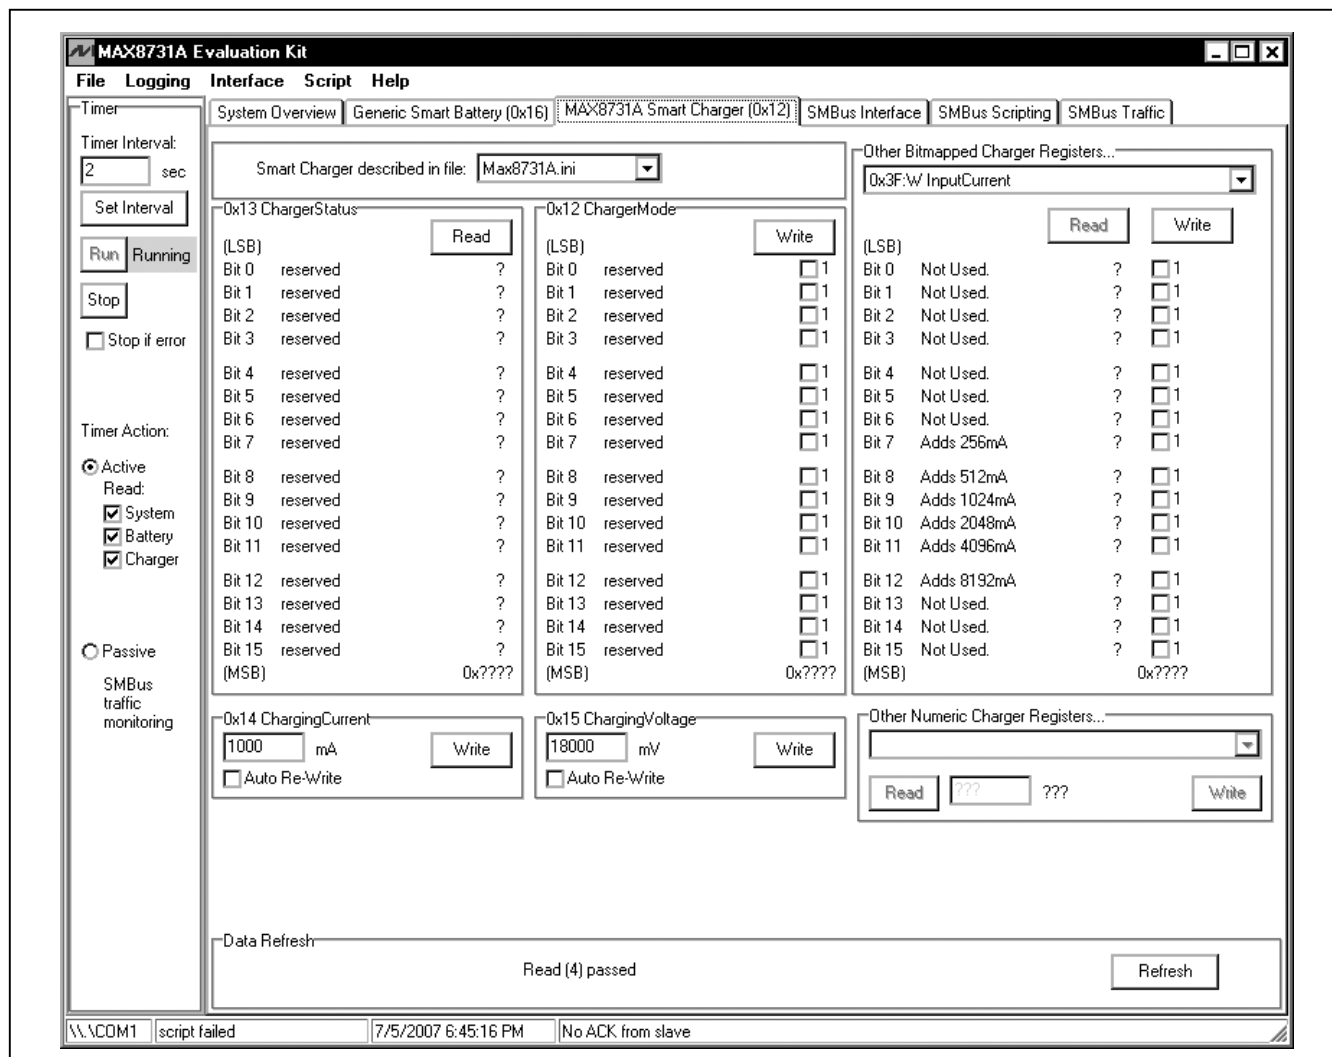 MAX8731A Evaluation Kit
File Logging Interface Script Help
Timer
Timer Interval:
2 sec
Set Interval
Run Running
Stop
Stop if error
Timer Action:
Active
Read:
System
Battery
Charger
Passive
SMBus
traffic
monitoring
System Overview Generic Smart Battery (0x16) MAX8731A Smart Charger (0x12) SMBus Interface SMBus Scripting SMBus Traffic
Smart Charger described in file: Max8731A.ini
0x13 ChargerStatus
Read
(LSB)
Bit 0 reserved ?
Bit 1 reserved ?
Bit 2 reserved ?
Bit 3 reserved ?
Bit 4 reserved ?
Bit 5 reserved ?
Bit 6 reserved ?
Bit 7 reserved ?
Bit 8 reserved ?
Bit 9 reserved ?
Bit 10 reserved ?
Bit 11 reserved ?
Bit 12 reserved ?
Bit 13 reserved ?
Bit 14 reserved ?
Bit 15 reserved ?
(MSB) 0x????
0x12 ChargerMode
Write
(LSB)
Bit 0 reserved 1
Bit 1 reserved 1
Bit 2 reserved 1
Bit 3 reserved 1
Bit 4 reserved 1
Bit 5 reserved 1
Bit 6 reserved 1
Bit 7 reserved 1
Bit 8 reserved 1
Bit 9 reserved 1
Bit 10 reserved 1
Bit 11 reserved 1
Bit 12 reserved 1
Bit 13 reserved 1
Bit 14 reserved 1
Bit 15 reserved 1
(MSB) 0x????
Other Bitmapped Charger Registers...
0x3F:W InputCurrent
Read Write
(LSB)
Bit 0 Not Used. ? 1
Bit 1 Not Used. ? 1
Bit 2 Not Used. ? 1
Bit 3 Not Used. ? 1
Bit 4 Not Used. ? 1
Bit 5 Not Used. ? 1
Bit 6 Not Used. ? 1
Bit 7 Adds 256mA ? 1
Bit 8 Adds 512mA ? 1
Bit 9 Adds 1024mA ? 1
Bit 10 Adds 2048mA ? 1
Bit 11 Adds 4096mA ? 1
Bit 12 Adds 8192mA ? 1
Bit 13 Not Used. ? 1
Bit 14 Not Used. ? 1
Bit 15 Not Used. ? 1
(MSB) 0x????
0x14 ChargingCurrent
1000 mA Write
Auto Re-Write
0x15 ChargingVoltage
18000 mV Write
Auto Re-Write
Other Numeric Charger Registers...
Read ??? ??? Write
Data Refresh
Read (4) passed Refresh
\\.\COM1 script failed 7/5/2007 6:45:16 PM No ACK from slave